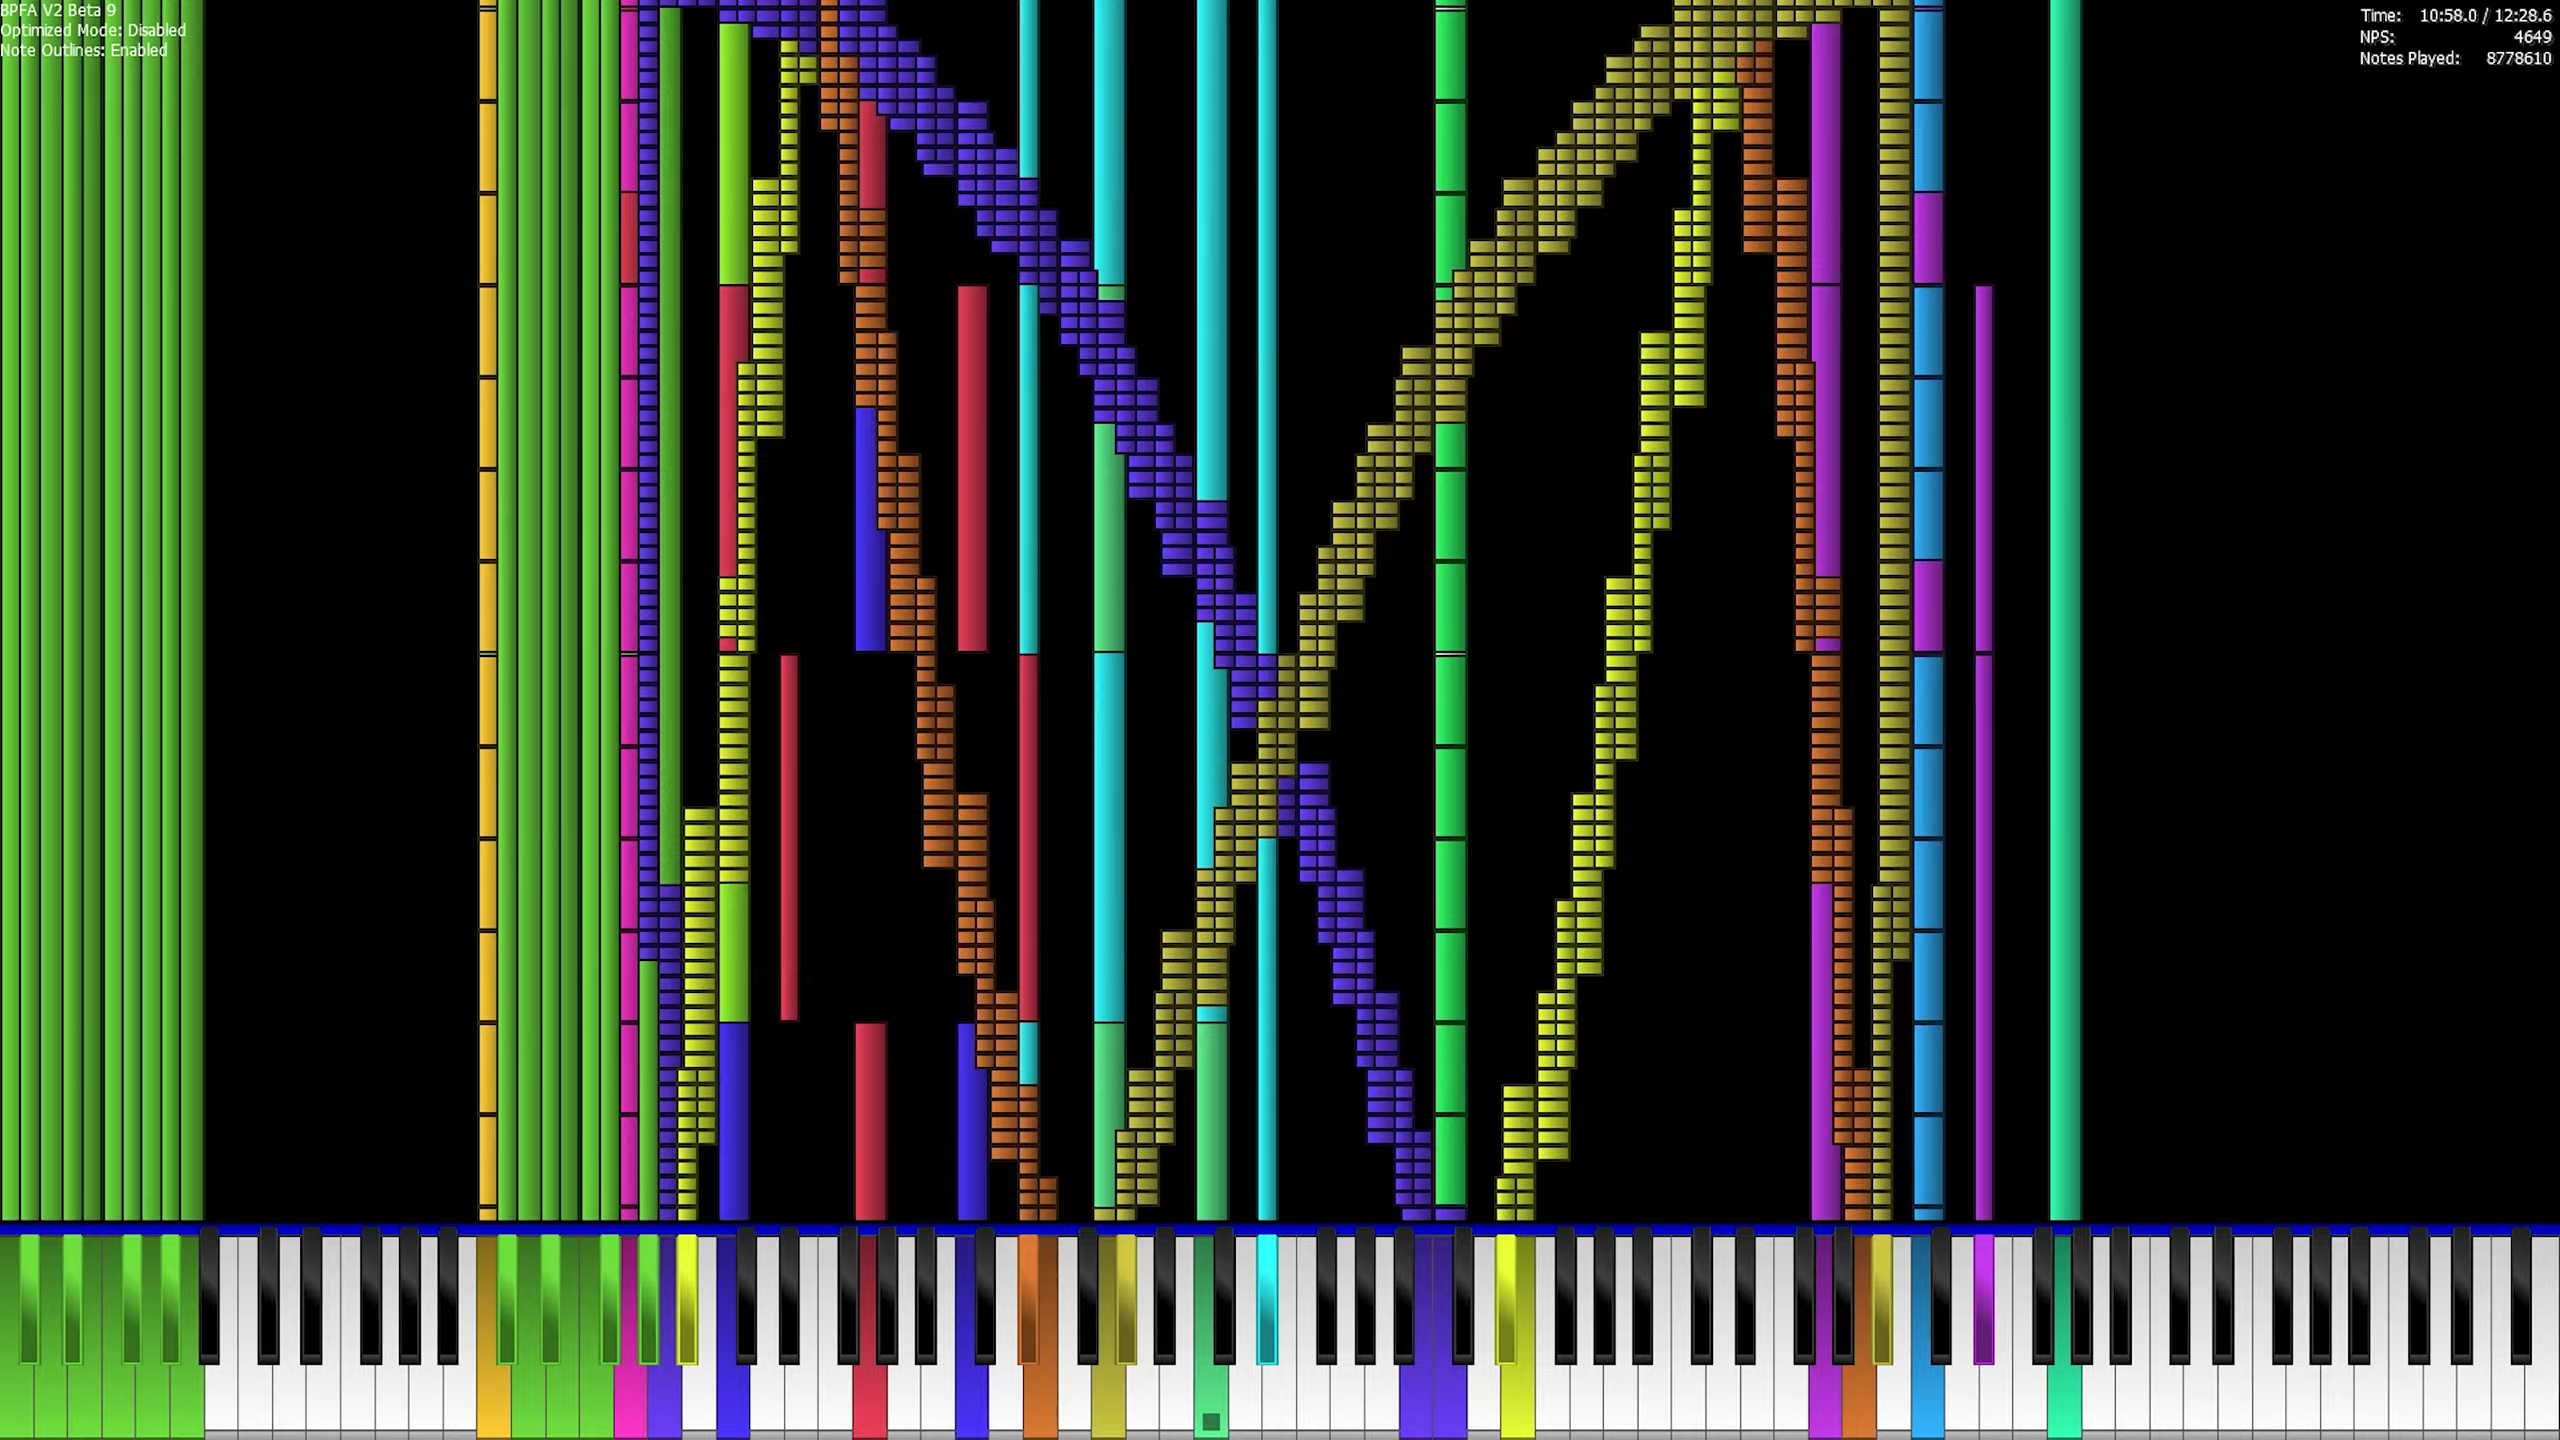 BPFA V2 Beta 9
Optimized Mode: Disabled
Note Outlines: Enabled
Time: 10:58.0 / 12:28.6
NPS: 4649
Notes Played: 8778610